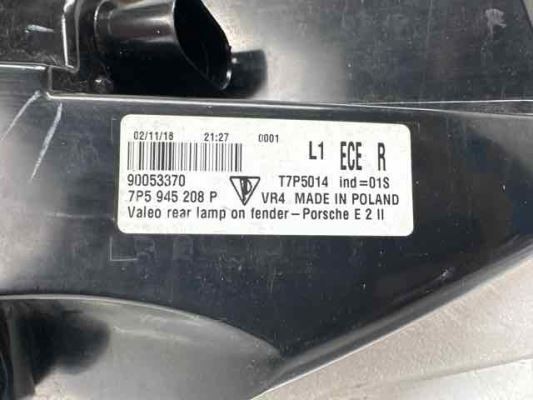 02/11/16 21:27 0001
L1 ECE R
90053370 T7P5014 ind=01S
7P5 945 208 P VR4 MADE IN POLAND
Valeo rear lamp on fender-Porsche E 2 II